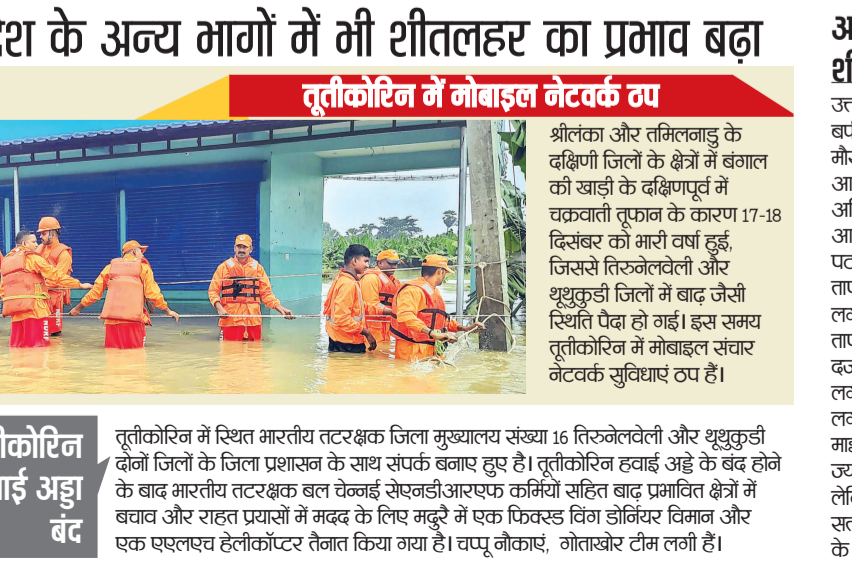 के अन्य भागों में भी शीतलहर का प्रभाव बढ़ा
तूतीकोरिन में मोबाइल नेटवर्क ठप
श्रीलंका और तमिलनाडु के
दक्षिणी जिलों के क्षेत्रों में बंगाल
की खाड़ी के दक्षिणपूर्व में
चक्रवाती तूफान के कारण 17-18
दिसंबर को भारी वर्षा हुई,
जिससे तिरुनेलवेली और
थूथुकुडी जिलों में बाढ़ जैसी
स्थिति पैदा हो गई। इस समय
तूतीकोरिन में मोबाइल संचार
नेटवर्क सुविधाएं ठप हैं।
अड्डा
बंद
तूतीकोरिन में स्थित भारतीय तटरक्षक जिला मुख्यालय संख्या 16 तिरुनेलवेली और थूथुकुडी
दोनों जिलों के जिला प्रशासन के साथ संपर्क बनाए हुए है। तूतीकोरिन हवाई अड्डे के बंद होने
के बाद भारतीय तटरक्षक बल चेन्नई सेएनडीआरएफ कर्मियों सहित बाढ़ प्रभावित क्षेत्रों में
बचाव और राहत प्रयासों में मदद के लिए मदुरै में एक फिक्स्ड विंग डोर्नियर विमान और
एक एएलएच हेलीकॉप्टर तैनात किया गया है। चप्पू नौकाएं, गोताखोर टीम लगी हैं।